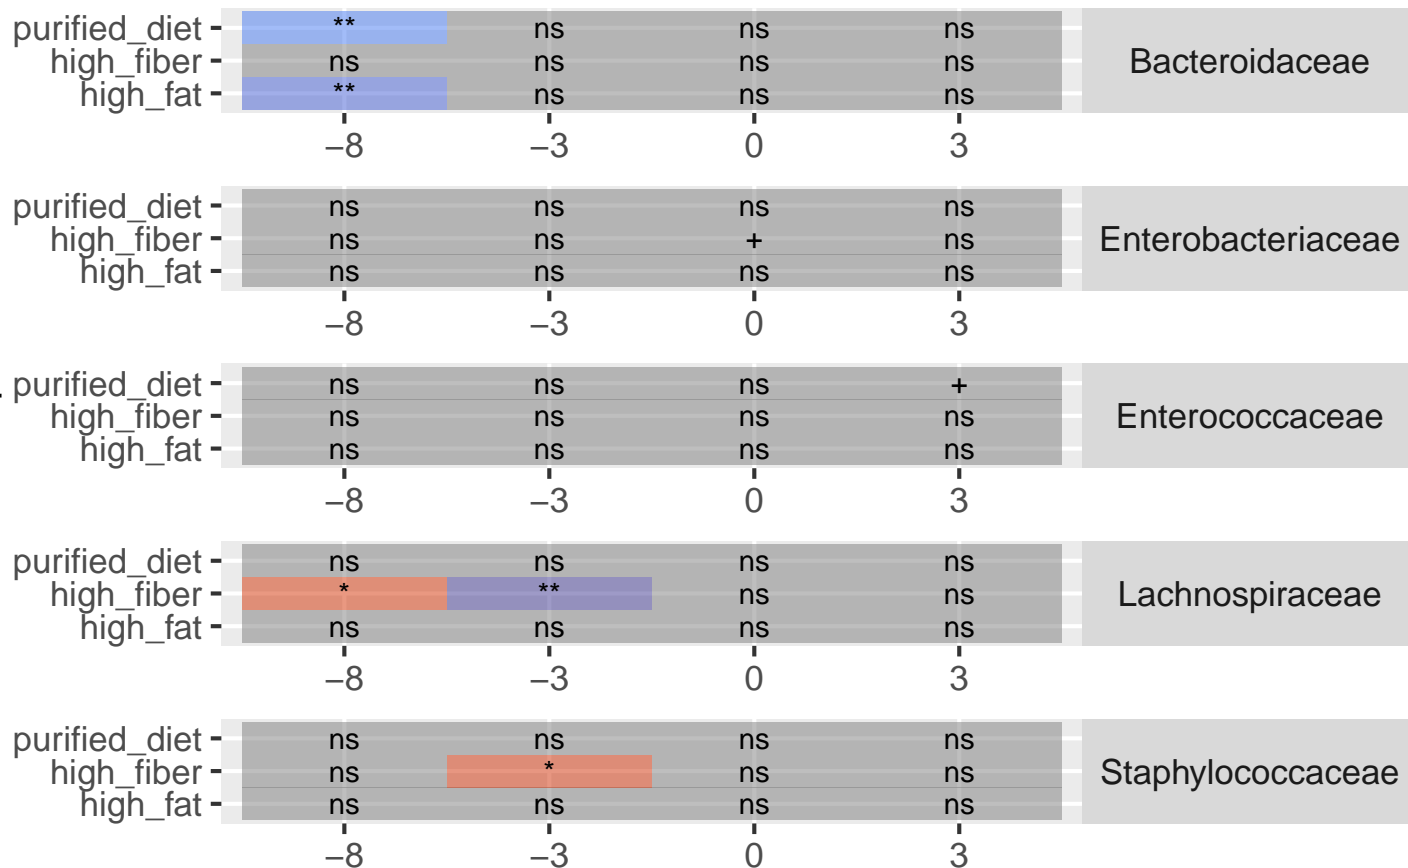 purified_diet ** ns ns ns
high_fiber ns ns ns ns Bacteroidaceae
high_fat ** ns ns ns
−8 −3 0 3
purified_diet ns ns ns ns
high_fiber ns ns + ns Enterobacteriaceae
high_fat ns ns ns ns
−8 −3 0 3
purified_diet ns ns ns +
high_fiber ns ns ns ns Enterococcaceae
high_fat ns ns ns ns
−8 −3 0 3
purified_diet ns ns ns ns
high_fiber * ** ns ns Lachnospiraceae
high_fat ns ns ns ns
−8 −3 0 3
purified_diet ns ns ns ns
high_fiber ns * ns ns Staphylococcaceae
high_fat ns ns ns ns
−8 −3 0 3